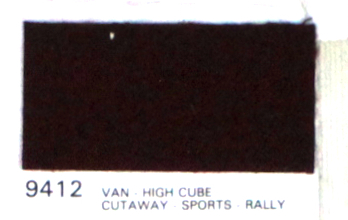 9412 VAN · HIGH CUBE
CUTAWAY · SPORTS · RALLY